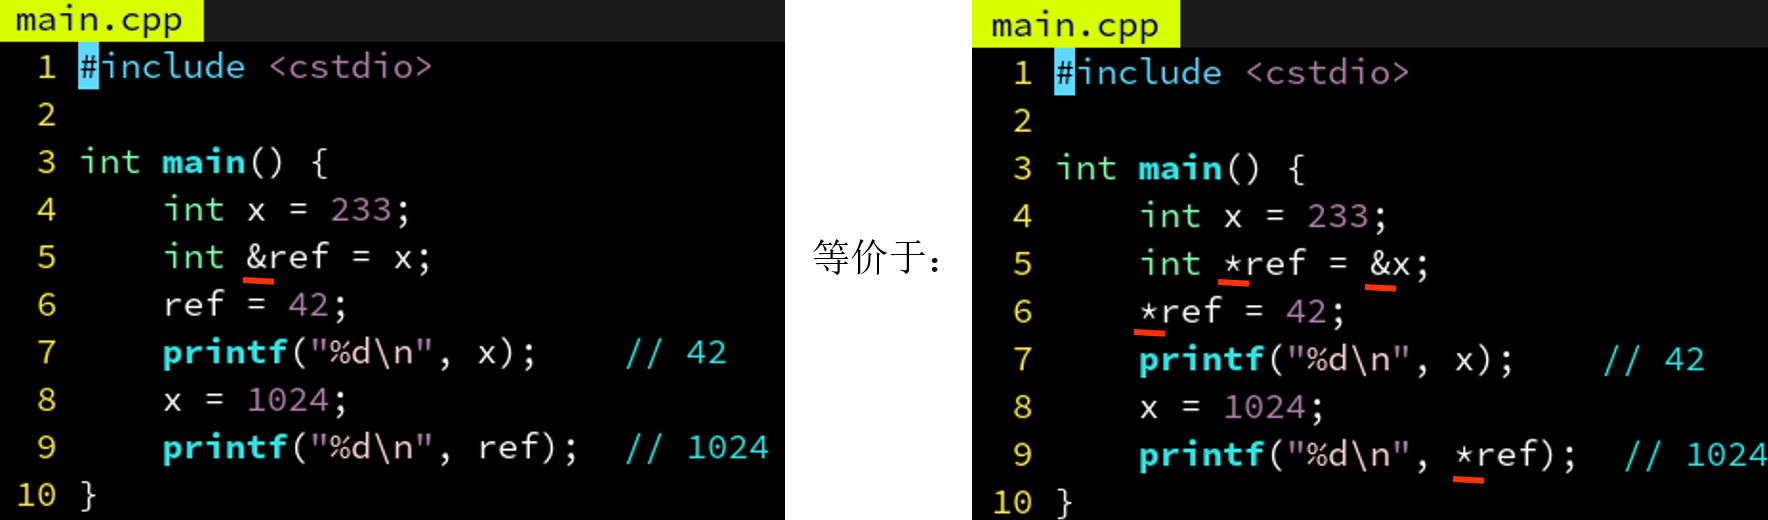 main.cpp
1 #include <cstdio>
2
3 int main() {
4     int x = 233;
5     int &ref = x;
6     ref = 42;
7     printf("%d\n", x);    // 42
8     x = 1024;
9     printf("%d\n", ref);  // 1024
10 }
等价于：
main.cpp
1 #include <cstdio>
2
3 int main() {
4     int x = 233;
5     int *ref = &x;
6     *ref = 42;
7     printf("%d\n", x);    // 42
8     x = 1024;
9     printf("%d\n", *ref);  // 1024
10 }